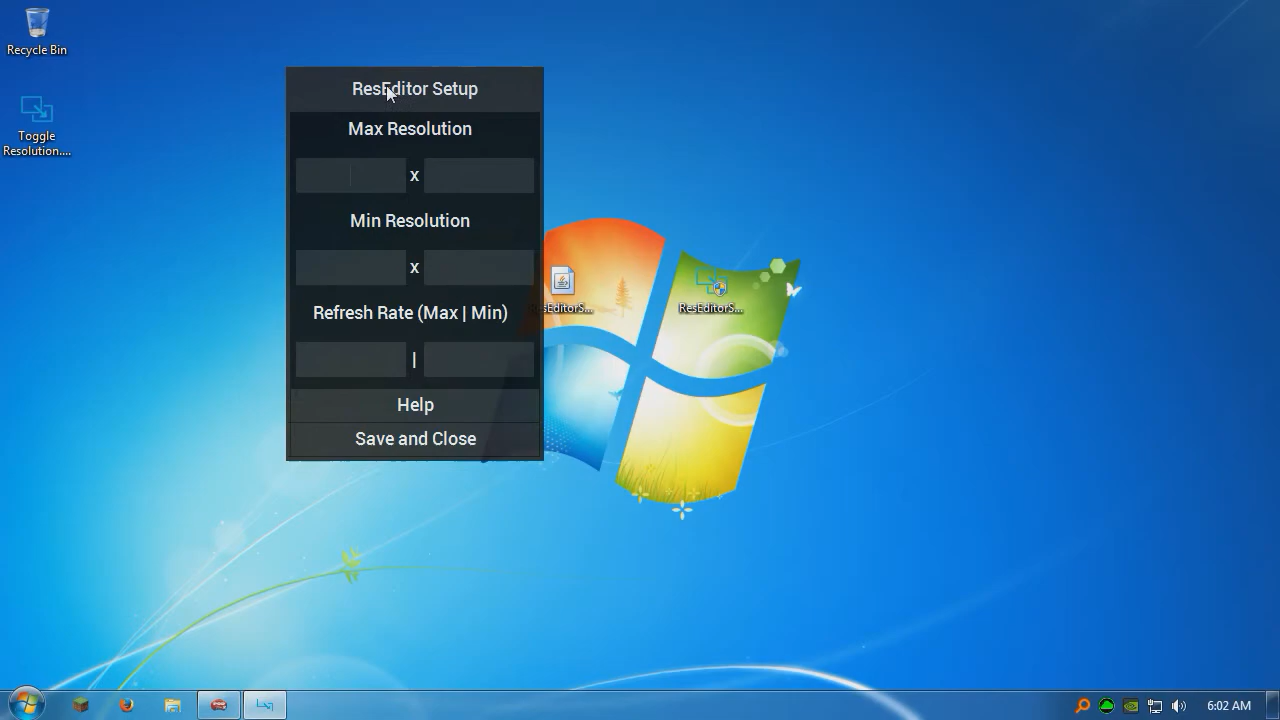 Recycle Bin
Toggle
Resolution....
ResEditor Setup
Max Resolution
x
Min Resolution
x
Refresh Rate (Max | Min)
|
Help
Save and Close
ResEditorS...
6:02 AM